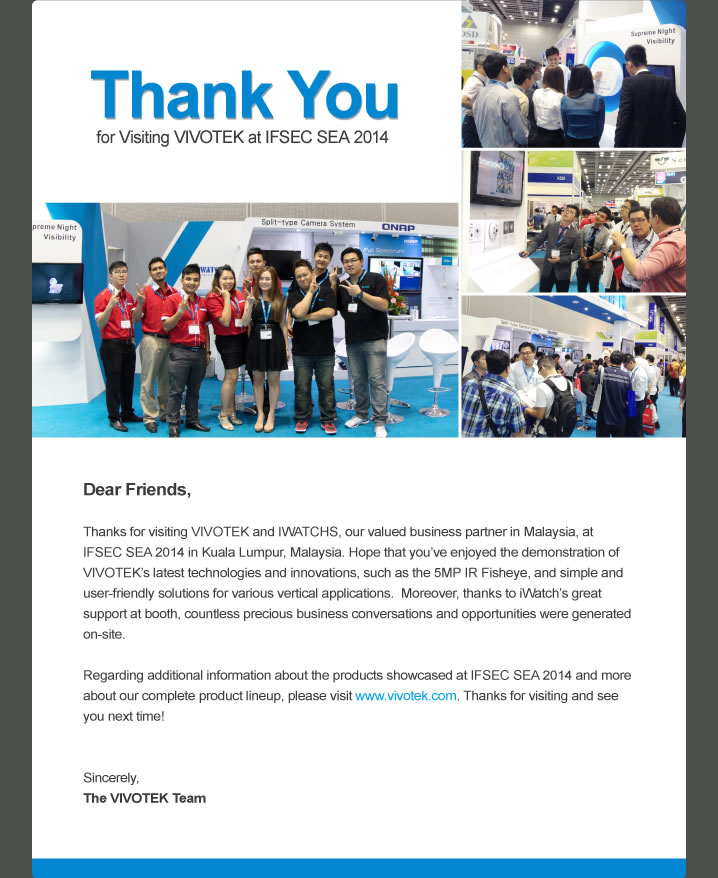 Thank You
for Visiting VIVOTEK at IFSEC SEA 2014
Supreme Night
Visibility
preme Night
Visibility
Split-type Camera System
QNAP
Full Spectrum
Dear Friends,
Thanks for visiting VIVOTEK and IWATCHS, our valued business partner in Malaysia, at
IFSEC SEA 2014 in Kuala Lumpur, Malaysia. Hope that you’ve enjoyed the demonstration of
VIVOTEK’s latest technologies and innovations, such as the 5MP IR Fisheye, and simple and
user-friendly solutions for various vertical applications.  Moreover, thanks to iWatch’s great
support at booth, countless precious business conversations and opportunities were generated
on-site.
Regarding additional information about the products showcased at IFSEC SEA 2014 and more
about our complete product lineup, please visit www.vivotek.com. Thanks for visiting and see
you next time!
Sincerely,
The VIVOTEK Team